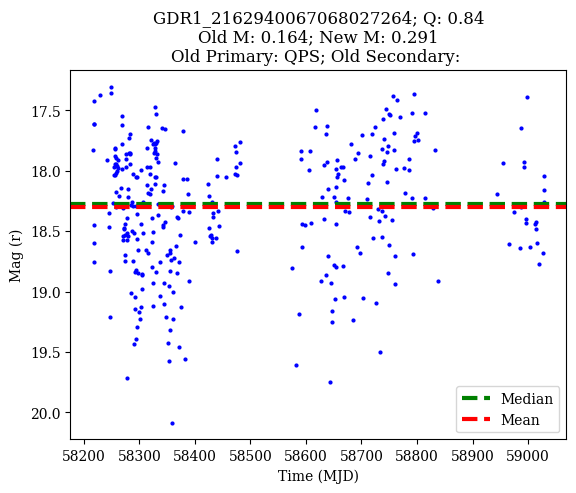 GDR1_2162940067068027264; Q: 0.84
Old M: 0.164; New M: 0.291
Old Primary: QPS; Old Secondary:
17.5
18.0
18.5
19.0
19.5
20.0
Mag (r)
Median
Mean
58200 58300 58400 58500 58600 58700 58800 58900 59000
Time (MJD)